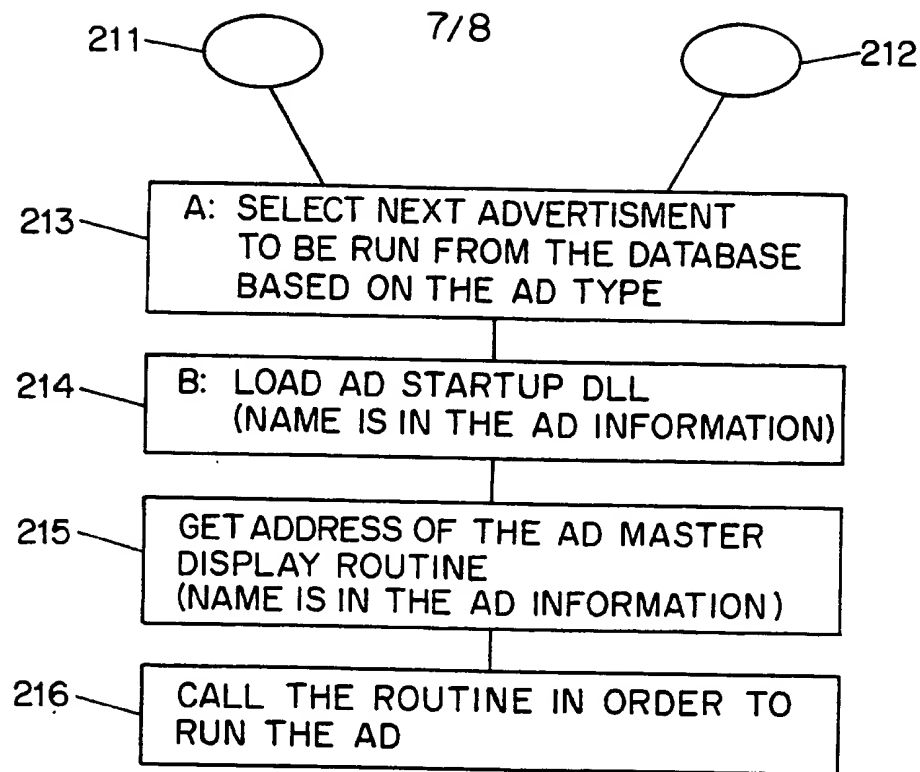 7/8
211
212
213
A: SELECT NEXT ADVERTISMENT
TO BE RUN FROM THE DATABASE
BASED ON THE AD TYPE
214
B: LOAD AD STARTUP DLL
(NAME IS IN THE AD INFORMATION)
215
GET ADDRESS OF THE AD MASTER
DISPLAY ROUTINE
(NAME IS IN THE AD INFORMATION)
216
CALL THE ROUTINE IN ORDER TO
RUN THE AD